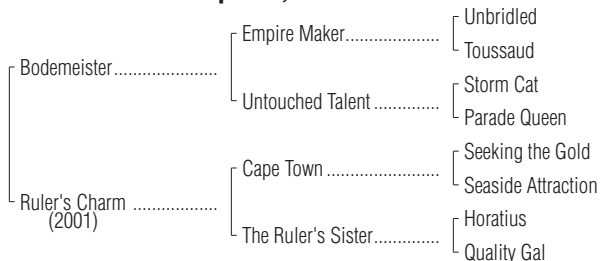 Unbridled
Empire Maker....................
Toussaud
Bodemeister......................
Storm Cat
Untouched Talent ..............
Parade Queen
Seeking the Gold
Cape Town ........................
Seaside Attraction
Ruler's Charm ..................
(2001)
Horatius
The Ruler's Sister..............
Quality Gal